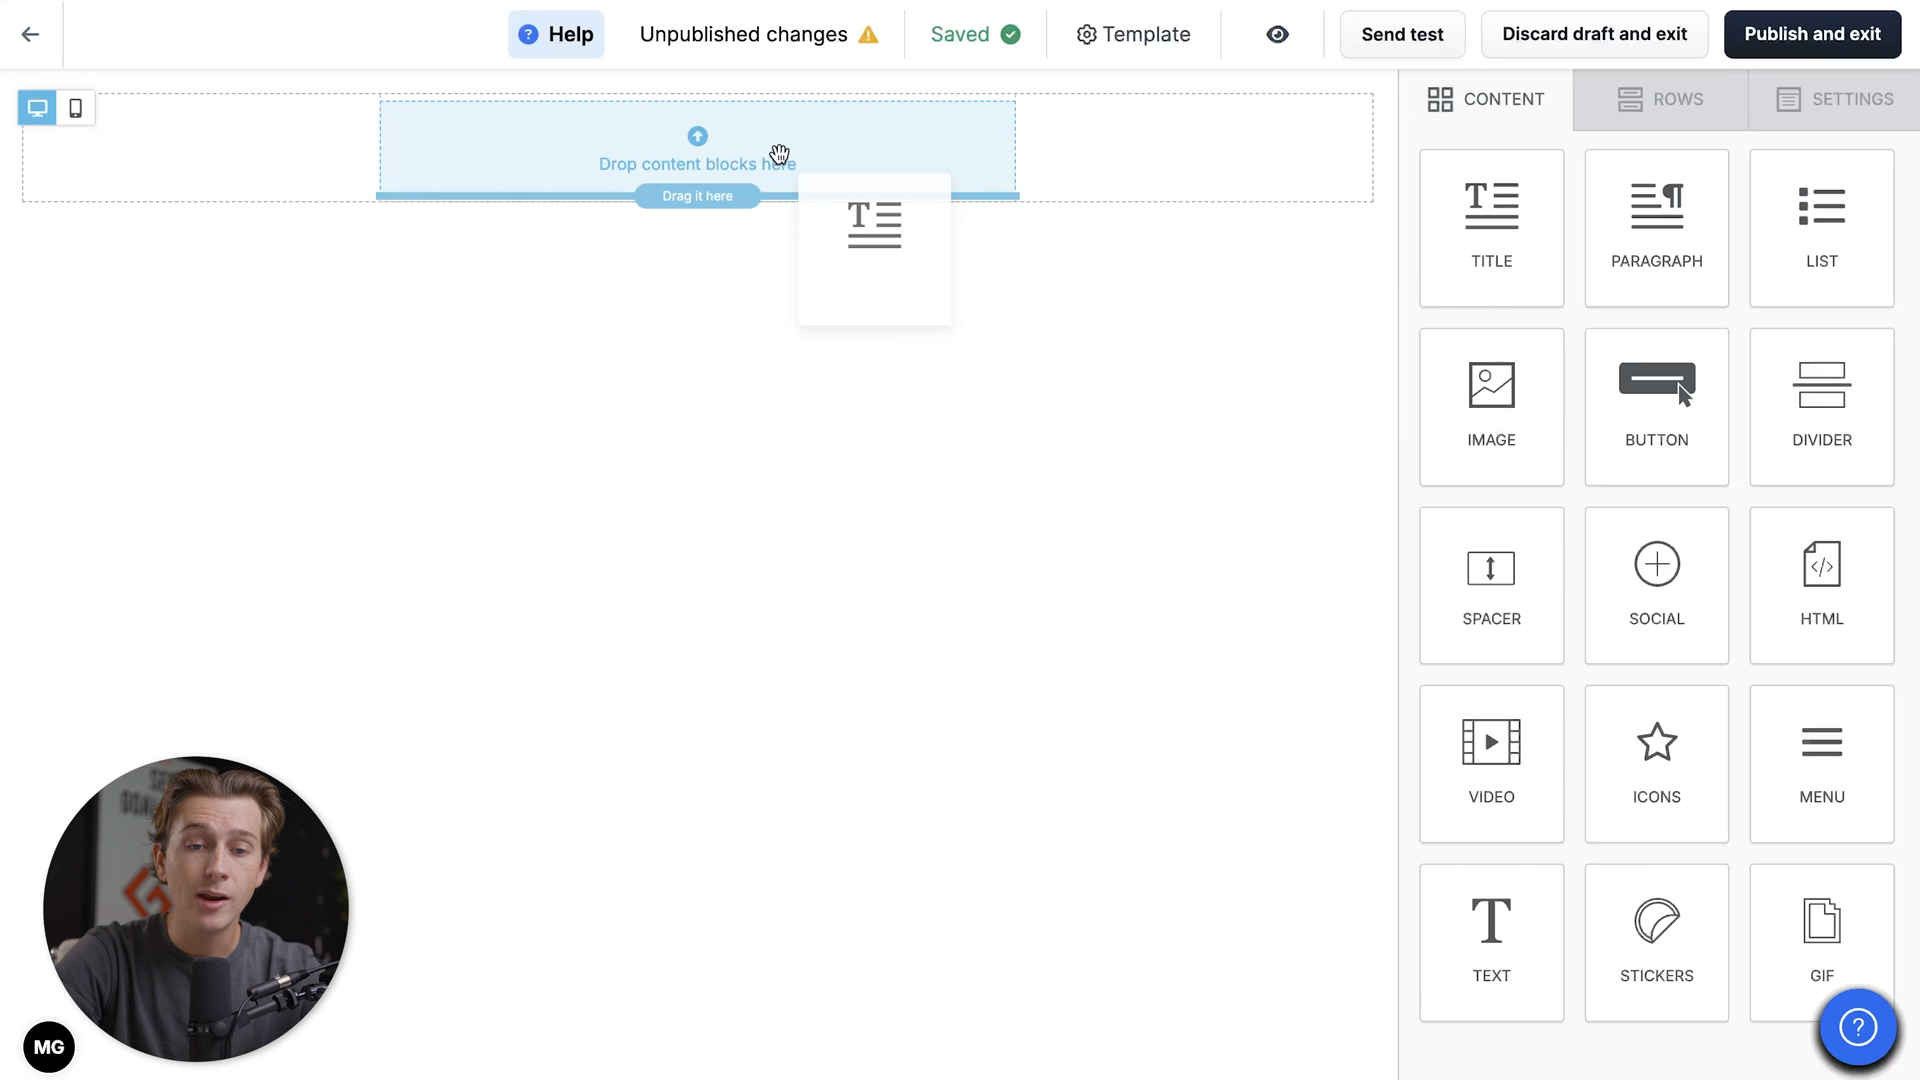 Help
Unpublished changes
Saved
Template
Send test
Discard draft and exit
Publish and exit
CONTENT
ROWS
SETTINGS
Drop content blocks here
Drag it here
TITLE
PARAGRAPH
LIST
IMAGE
BUTTON
DIVIDER
SPACER
SOCIAL
HTML
VIDEO
ICONS
MENU
TEXT
STICKERS
GIF
MG